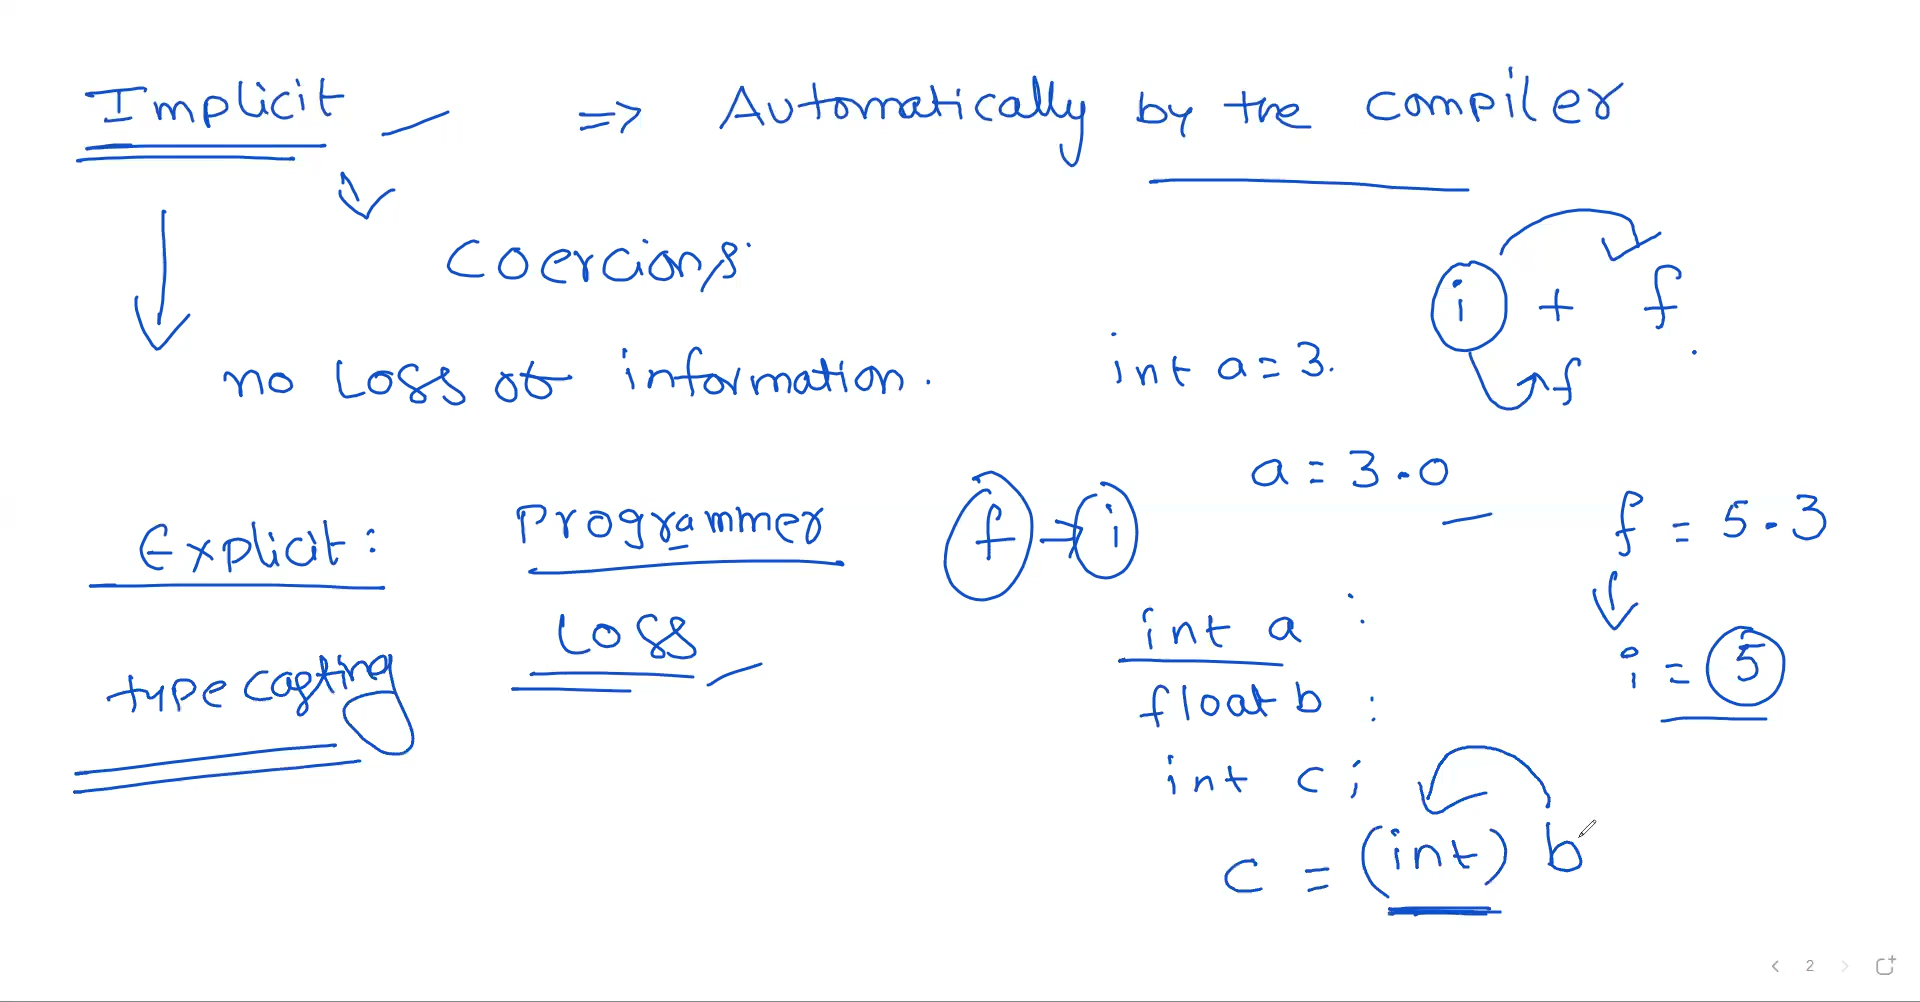 Implicit => Automatically by the compiler
Coercions
i + f
no Loss of information.
int a = 3.
f
a = 3.0
Explicit: Programmer
f → i
f = 5.3
Loss
int a ;
i = 5
type casting
float b ;
int c ;
c = (int) b
2